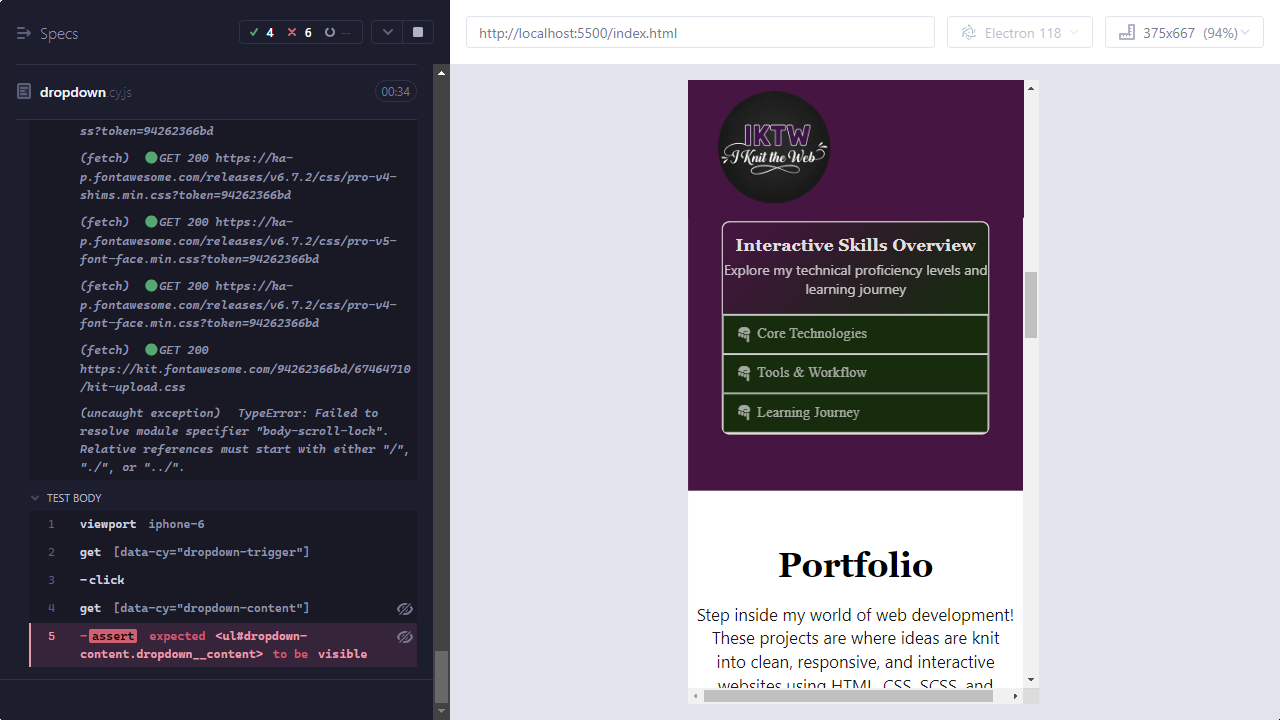 Specs
4
6
--
http://localhost:5500/index.html
Electron 118
375x667 (94%)
dropdown.cy.js
00:34
ss?token=94262366bd
(fetch) GET 200 https://ka-
p.fontawesome.com/releases/v6.7.2/css/pro-v4-
shims.min.css?token=94262366bd
(fetch) GET 200 https://ka-
p.fontawesome.com/releases/v6.7.2/css/pro-v5-
font-face.min.css?token=94262366bd
(fetch) GET 200 https://ka-
p.fontawesome.com/releases/v6.7.2/css/pro-v4-
font-face.min.css?token=94262366bd
(fetch) GET 200
https://kit.fontawesome.com/94262366bd/67464710
/kit-upload.css
(uncaught exception) TypeError: Failed to
resolve module specifier "body-scroll-lock".
Relative references must start with either "/",
"./", or "../".
TEST BODY
1 viewport iphone-6
2 get [data-cy="dropdown-trigger"]
3 -click
4 get [data-cy="dropdown-content"]
5 -assert expected <ul#dropdown-
content.dropdown__content> to be visible
IKTW
I Knit the Web
Interactive Skills Overview
Explore my technical proficiency levels and
learning journey
Core Technologies
Tools & Workflow
Learning Journey
Portfolio
Step inside my world of web development!
These projects are where ideas are knit
into clean, responsive, and interactive
websites using HTML, CSS, SCSS, and